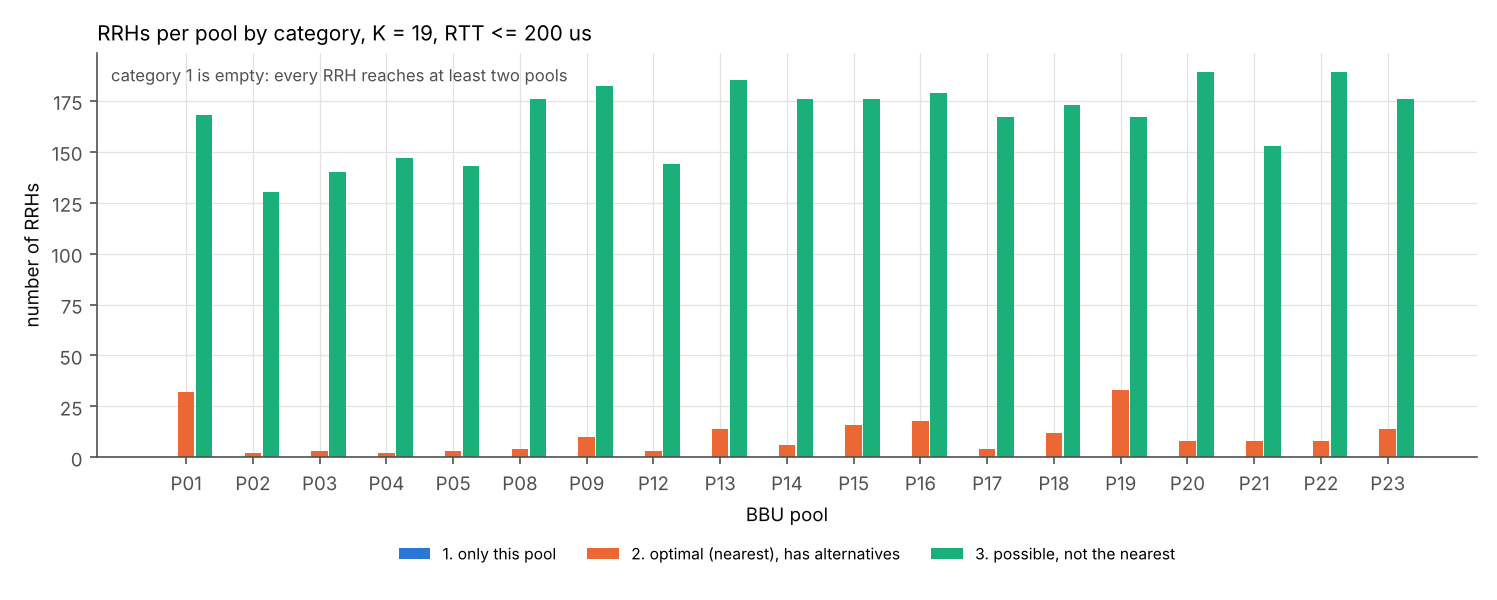 RRHs per pool by category, K = 19, RTT <= 200 us
category 1 is empty: every RRH reaches at least two pools
number of RRHs
175
150
125
100
75
50
25
0
P01 P02 P03 P04 P05 P08 P09 P12 P13 P14 P15 P16 P17 P18 P19 P20 P21 P22 P23
BBU pool
1. only this pool 2. optimal (nearest), has alternatives 3. possible, not the nearest